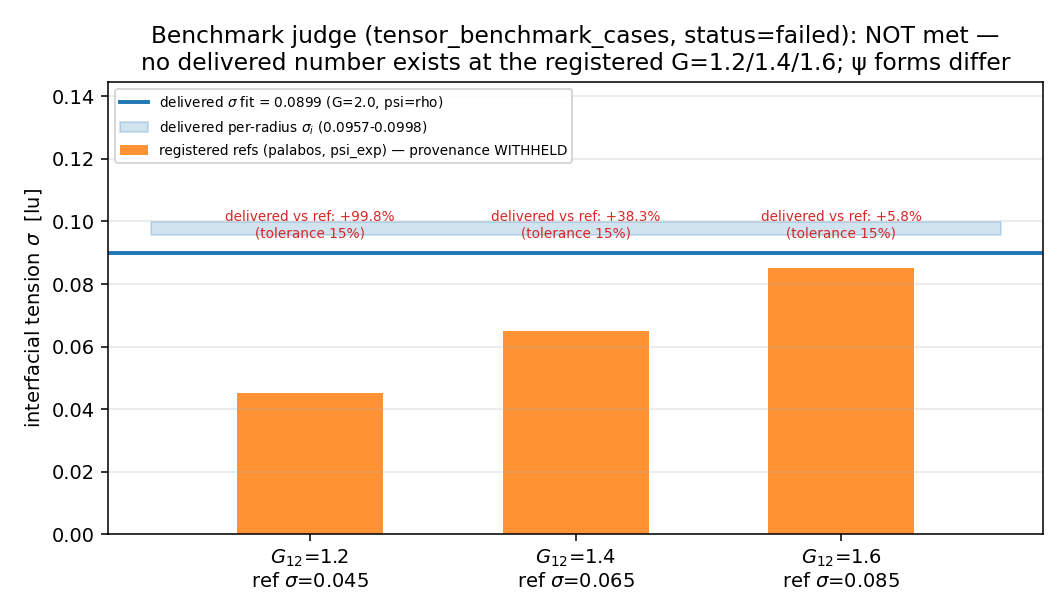 Benchmark judge (tensor_benchmark_cases, status=failed): NOT met —
no delivered number exists at the registered G=1.2/1.4/1.6; ψ forms differ
delivered σ fit = 0.0899 (G=2.0, psi=rho)
delivered per-radius σᵢ (0.0957-0.0998)
registered refs (palabos, psi_exp) — provenance WITHHELD
interfacial tension σ [lu]
0.14
0.12
0.10
0.08
0.06
0.04
0.02
0.00
delivered vs ref: +99.8%
(tolerance 15%)
delivered vs ref: +38.3%
(tolerance 15%)
delivered vs ref: +5.8%
(tolerance 15%)
G₁₂=1.2
ref σ=0.045
G₁₂=1.4
ref σ=0.065
G₁₂=1.6
ref σ=0.085